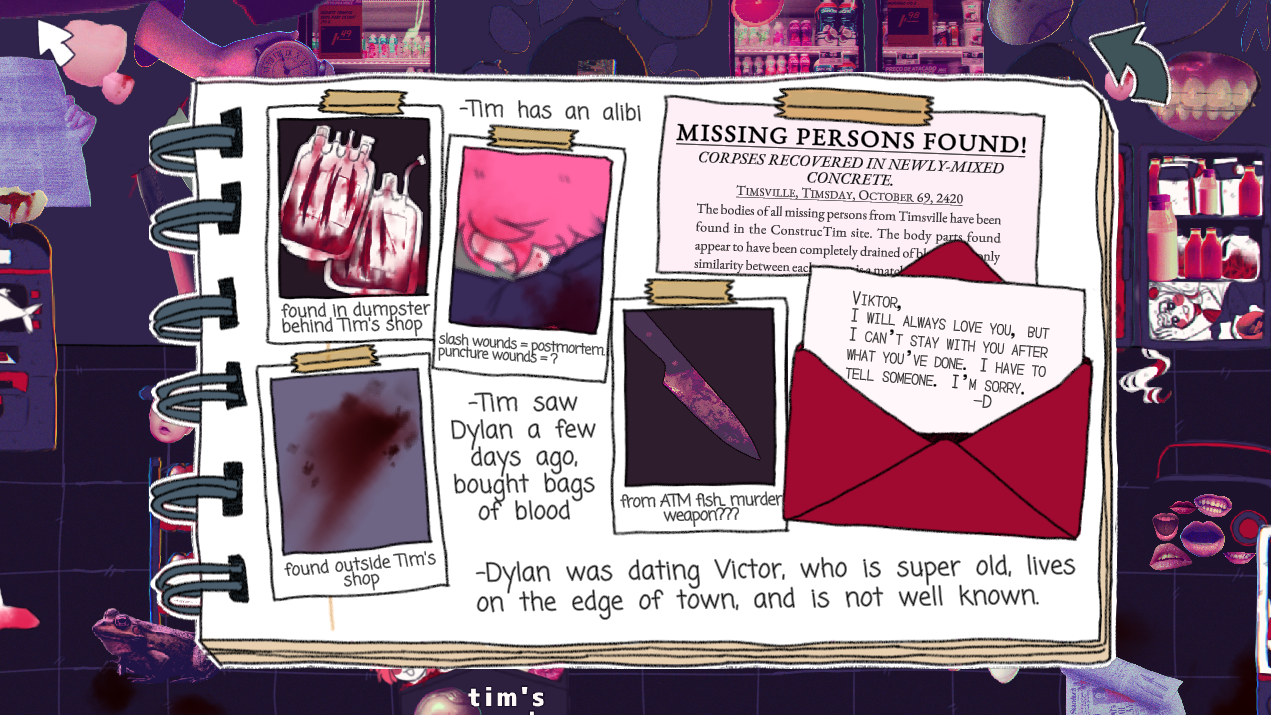 -Tim has an alibi
found in dumpster
behind Tim's shop
slash wounds = postmortem.
puncture wounds = ?
MISSING PERSONS FOUND!
CORPSES RECOVERED IN NEWLY-MIXED
CONCRETE.
TIMSVILLE, TIMSDAY, OCTOBER 69, 2420
The bodies of all missing persons from Timsville have been
found in the ConstrucTim site. The body parts found
appear to have been completely drained of only
similarity between each
VIKTOR,
I WILL ALWAYS LOVE YOU, BUT
I CAN'T STAY WITH YOU AFTER
WHAT YOU'VE DONE. I HAVE TO
TELL SOMEONE. I'M SORRY.
-D
found outside Tim's
shop
-Tim saw
Dylan a few
days ago,
bought bags
of blood
from ATM fish. murder
weapon???
-Dylan was dating Victor, who is super old, lives
on the edge of town, and is not well known.
tim's